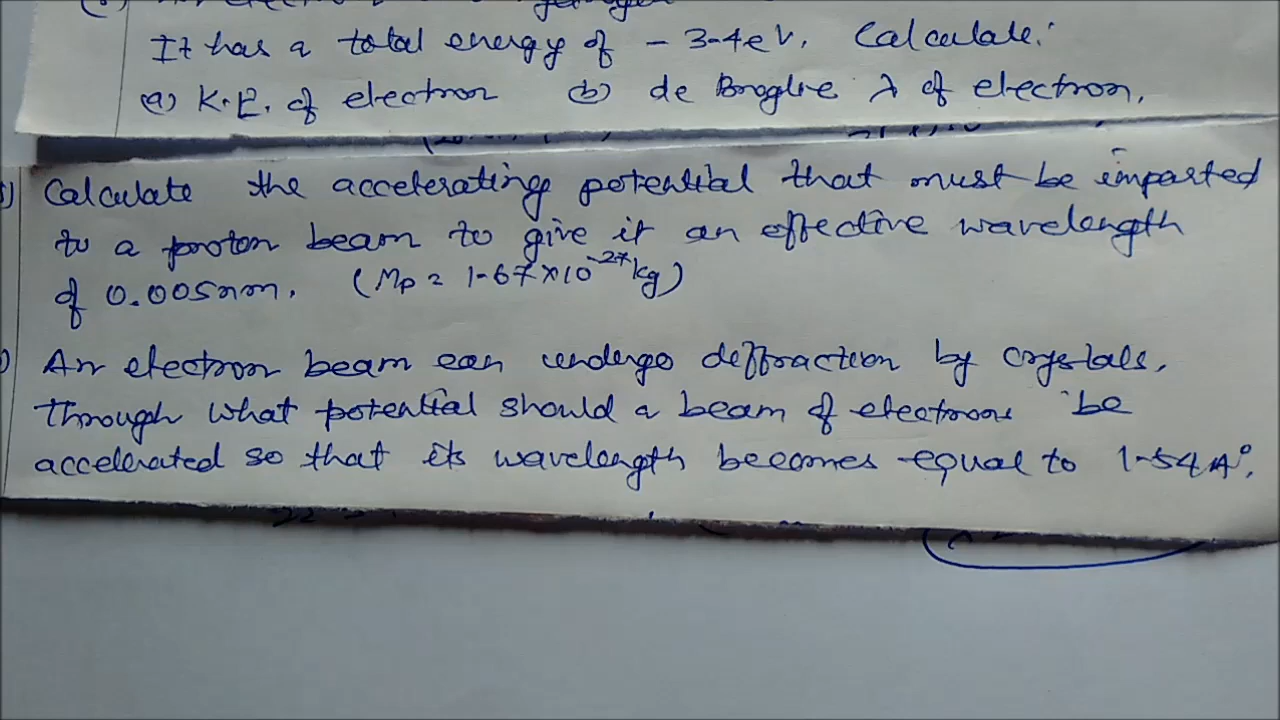 It has a total energy of - 3.4eV. Calculate:
(a) K.E. of electron (b) de Broglie λ of electron.
Calculate the accelerating potential that must be imparted
to a proton beam to give it an effective wavelength
of 0.005nm. (Mp = 1.67×10⁻²⁷kg)
An electron beam can undergo deffraction by crystals.
Through what potential should a beam of electrons be
accelerated so that its wavelength becomes equal to 1.54A°.